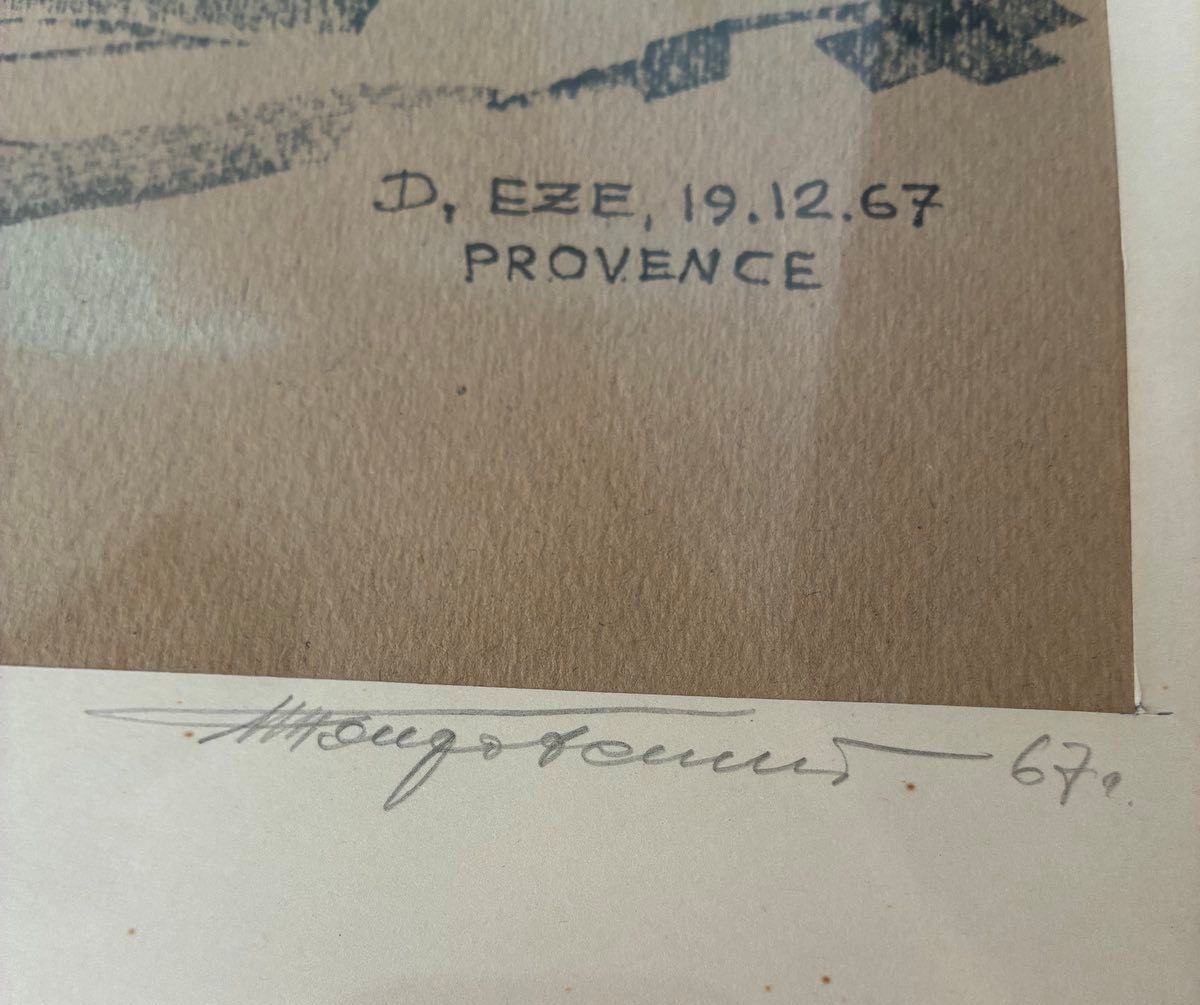 D, EZE, 19.12.67
PROVENCE
67г.